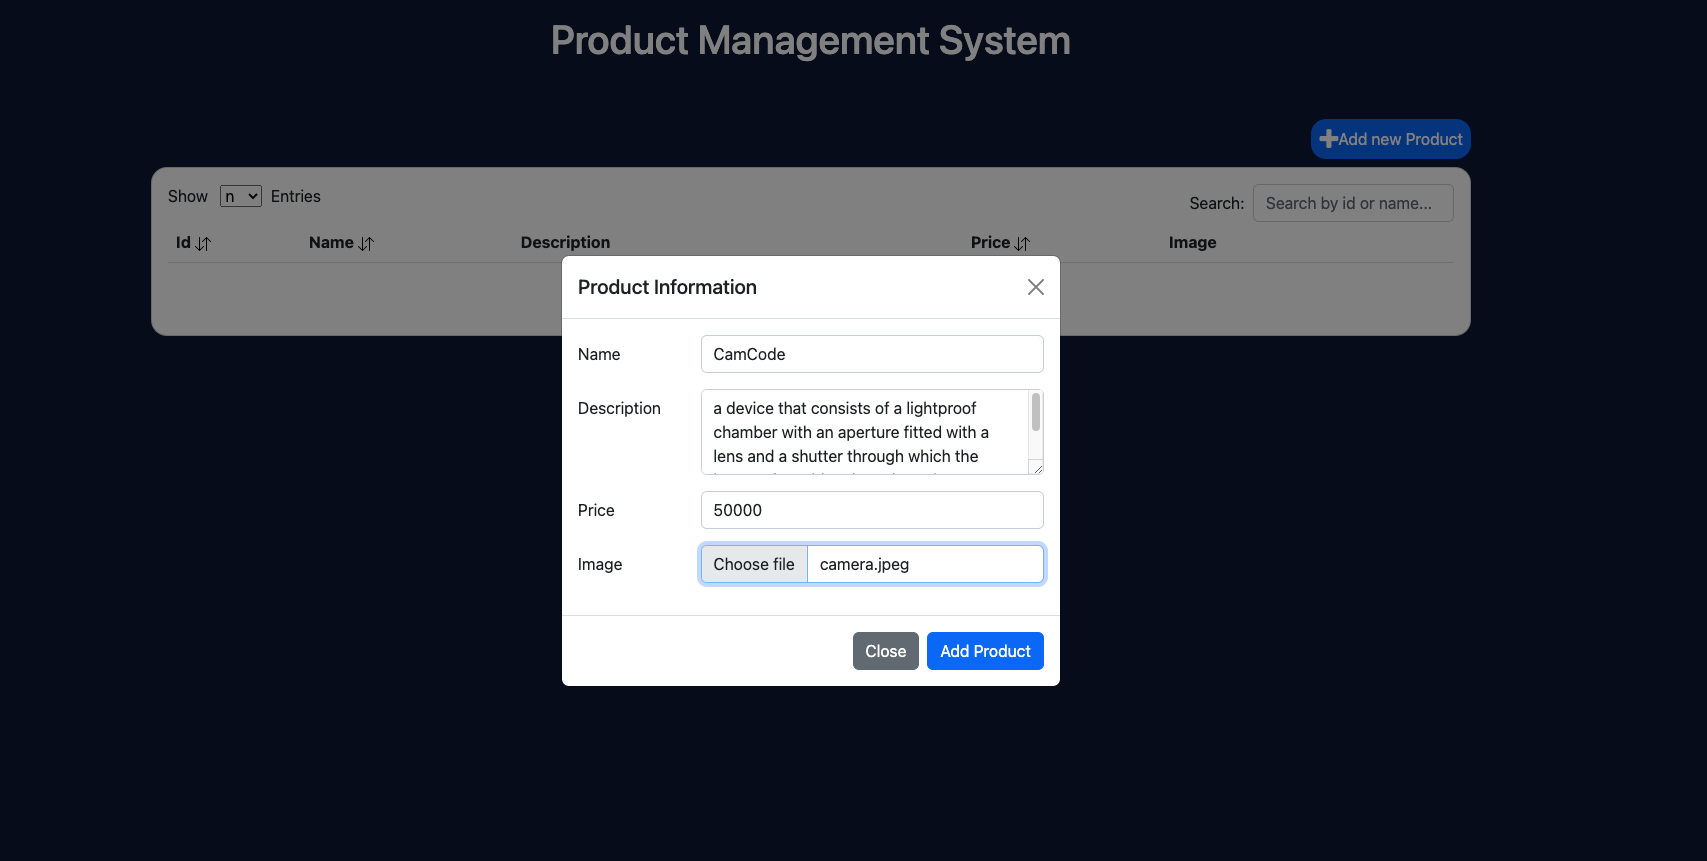 Product Management System
Add new Product
Show n Entries
Search: Search by id or name...
Id Name Description Price Image
Product Information
Name CamCode
Description a device that consists of a lightproof
chamber with an aperture fitted with a
lens and a shutter through which the
Price 50000
Image Choose file camera.jpeg
Close Add Product